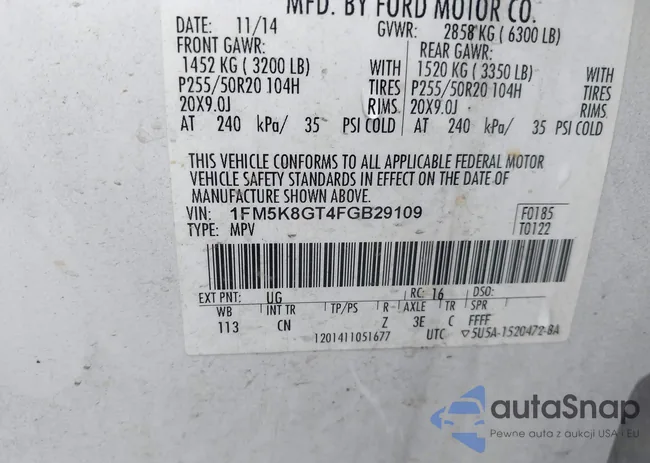 MFD. BY FORD MOTOR CO.
DATE: 11/14 GVWR: 2858 KG ( 6300 LB)
FRONT GAWR: REAR GAWR:
1452 KG ( 3200 LB) WITH 1520 KG ( 3350 LB) WITH
P255/50R20 104H TIRES P255/50R20 104H TIRES
20X9.0J RIMS 20X9.0J RIMS
AT 240 kPa/ 35 PSI COLD AT 240 kPa/ 35 PSI COLD
THIS VEHICLE CONFORMS TO ALL APPLICABLE FEDERAL MOTOR
VEHICLE SAFETY STANDARDS IN EFFECT ON THE DATE OF
MANUFACTURE SHOWN ABOVE.
VIN: 1FM5K8GT4FGB29109 F0185
TYPE: MPV T0122
EXT PNT: UG RC: 16 DSO:
WB INT TR TP/PS R AXLE TR SPR
113 CN Z 3E C FFFF
1201411051677 UTC ▽5U5A-1520472-BA
autaSnap
Pewne auta z aukcji USA i Eu